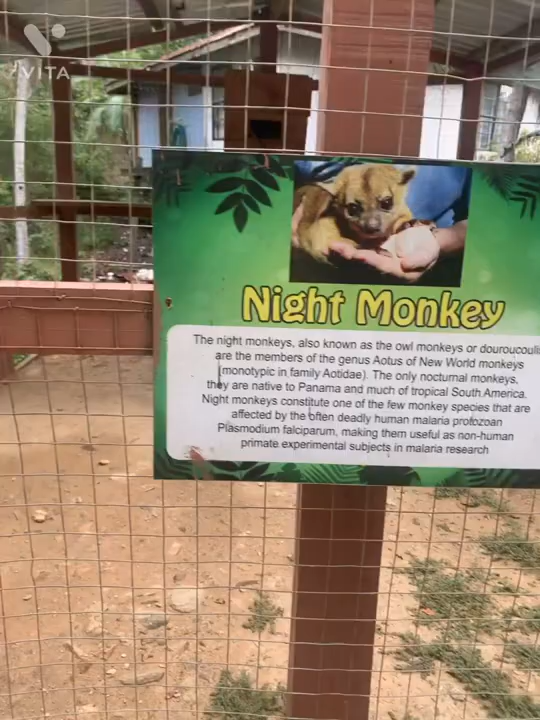 VITA
Night Monkey
The night monkeys, also known as the owl monkeys or douroucoulis
are the members of the genus Aotus of New World monkeys
(monotypic in family Aotidae). The only nocturnal monkeys,
they are native to Panama and much of tropical South America.
Night monkeys constitute one of the few monkey species that are
affected by the often deadly human malaria protozoan
Plasmodium falciparum, making them useful as non-human
primate experimental subjects in malaria research